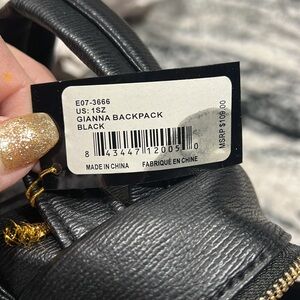 E07-3666
US: 1SZ
GIANNA BACKPACK
BLACK
8 43447 12005 0
MADE IN CHINA FABRIQUÉ EN CHINE
MSRP $109.00